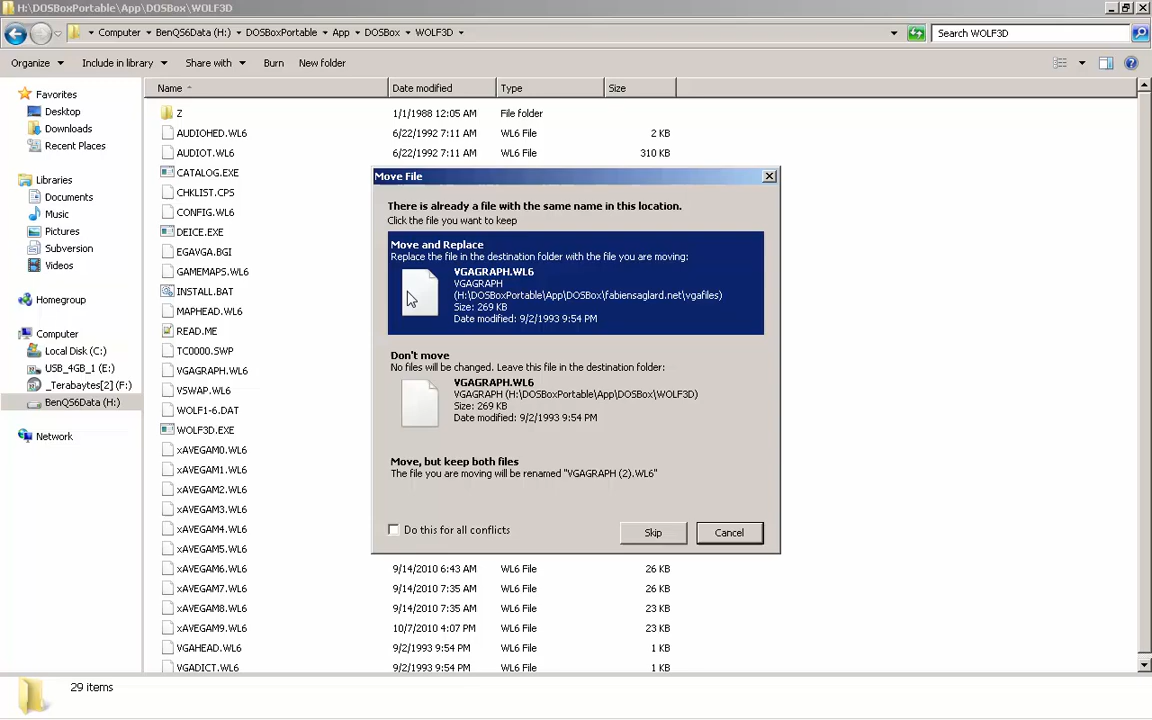 H:\DOSBoxPortable\App\DOSBox\WOLF3D
Computer BenQS6Data (H:) DOSBoxPortable App DOSBox WOLF3D
Search WOLF3D
Organize Include in library Share with Burn New folder
Name Date modified Type Size
Favorites
Desktop
Downloads
Recent Places
Libraries
Documents
Music
Pictures
Subversion
Videos
Homegroup
Computer
Local Disk (C:)
USB_4GB_1 (E:)
_Terabytes[2] (F:)
BenQS6Data (H:)
Network
Z 1/1/1988 12:05 AM File folder
AUDIOHED.WL6 6/22/1992 7:11 AM WL6 File 2 KB
AUDIOT.WL6 6/22/1992 7:11 AM WL6 File 310 KB
CATALOG.EXE
CHKLIST.CPS
CONFIG.WL6
DEICE.EXE
EGAVGA.BGI
GAMEMAPS.WL6
INSTALL.BAT
MAPHEAD.WL6
READ.ME
TC0000.SWP
VGAGRAPH.WL6
VSWAP.WL6
WOLF1-6.DAT
WOLF3D.EXE
xAVEGAM0.WL6
xAVEGAM1.WL6
xAVEGAM2.WL6
xAVEGAM3.WL6
xAVEGAM4.WL6
xAVEGAM5.WL6
xAVEGAM6.WL6 9/14/2010 6:43 AM WL6 File 26 KB
xAVEGAM7.WL6 9/14/2010 7:35 AM WL6 File 26 KB
xAVEGAM8.WL6 9/14/2010 7:35 AM WL6 File 23 KB
xAVEGAM9.WL6 10/7/2010 4:07 PM WL6 File 23 KB
VGAHEAD.WL6 9/2/1993 9:54 PM WL6 File 1 KB
VGADICT.WL6 9/2/1993 9:54 PM WL6 File 1 KB
Move File
There is already a file with the same name in this location.
Click the file you want to keep
Move and Replace
Replace the file in the destination folder with the file you are moving:
VGAGRAPH.WL6
VGAGRAPH
(H:\DOSBoxPortable\App\DOSBox\fabiensaglard.net\vgafiles)
Size: 269 KB
Date modified: 9/2/1993 9:54 PM
Don't move
No files will be changed. Leave this file in the destination folder:
VGAGRAPH.WL6
VGAGRAPH (H:\DOSBoxPortable\App\DOSBox\WOLF3D)
Size: 269 KB
Date modified: 9/2/1993 9:54 PM
Move, but keep both files
The file you are moving will be renamed "VGAGRAPH (2).WL6"
Do this for all conflicts
Skip Cancel
29 items